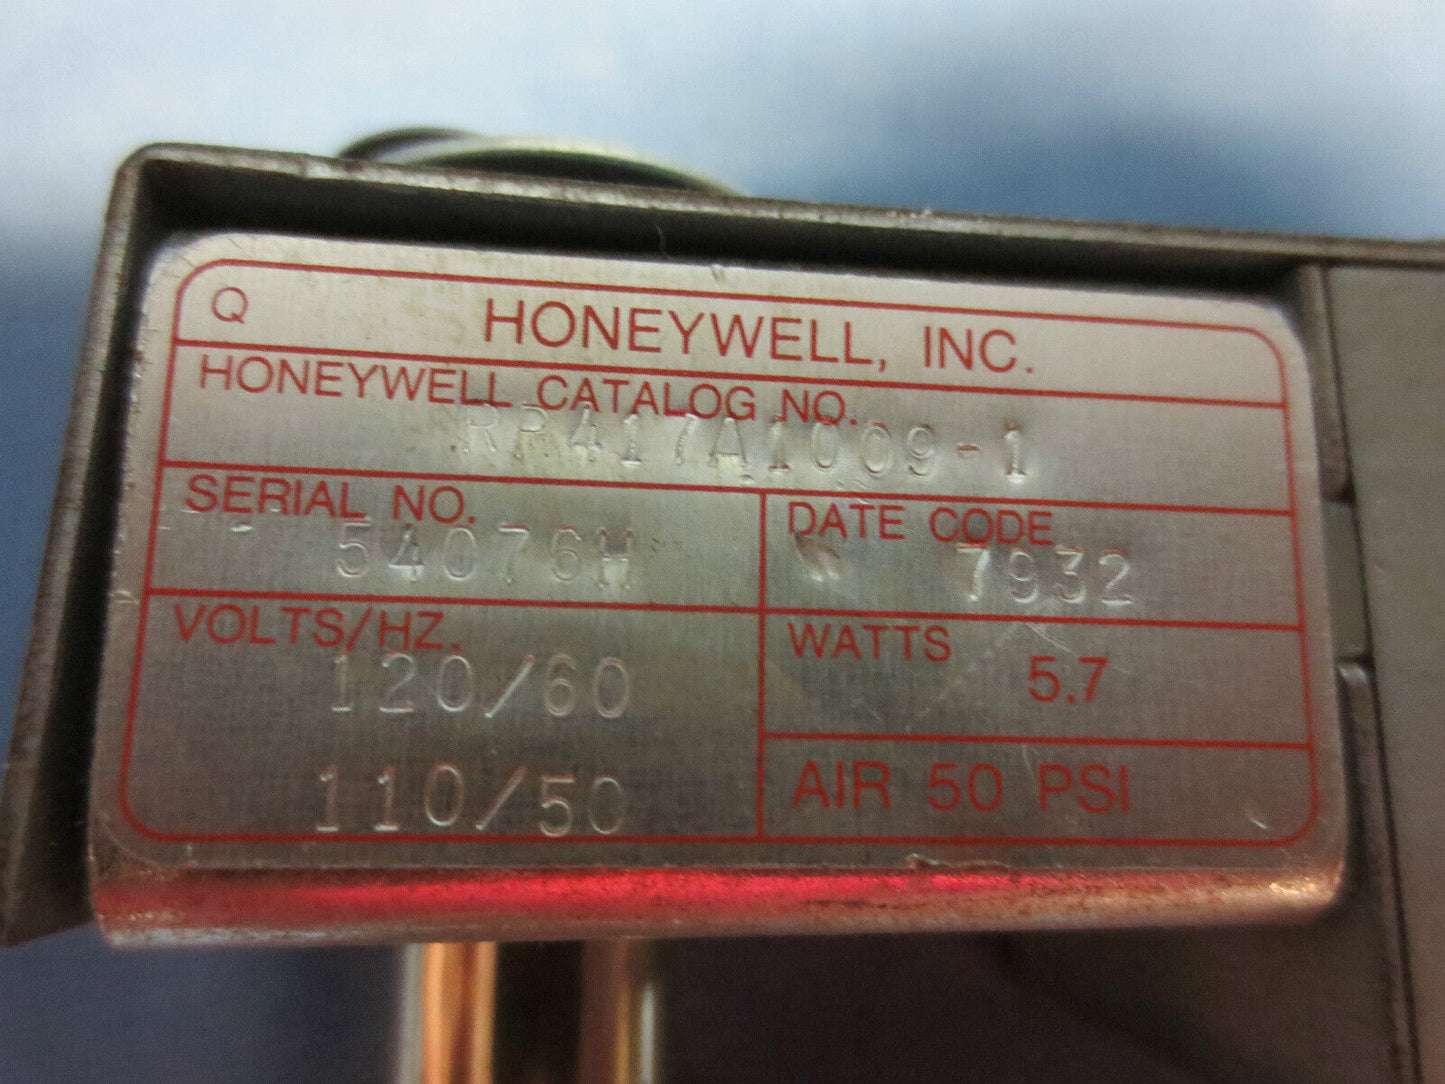 Q HONEYWELL, INC.
HONEYWELL CATALOG NO.
RP417A1009-1
SERIAL NO. DATE CODE
54076H 7932
VOLTS/HZ. WATTS
120/60 5.7
110/50 AIR 50 PSI